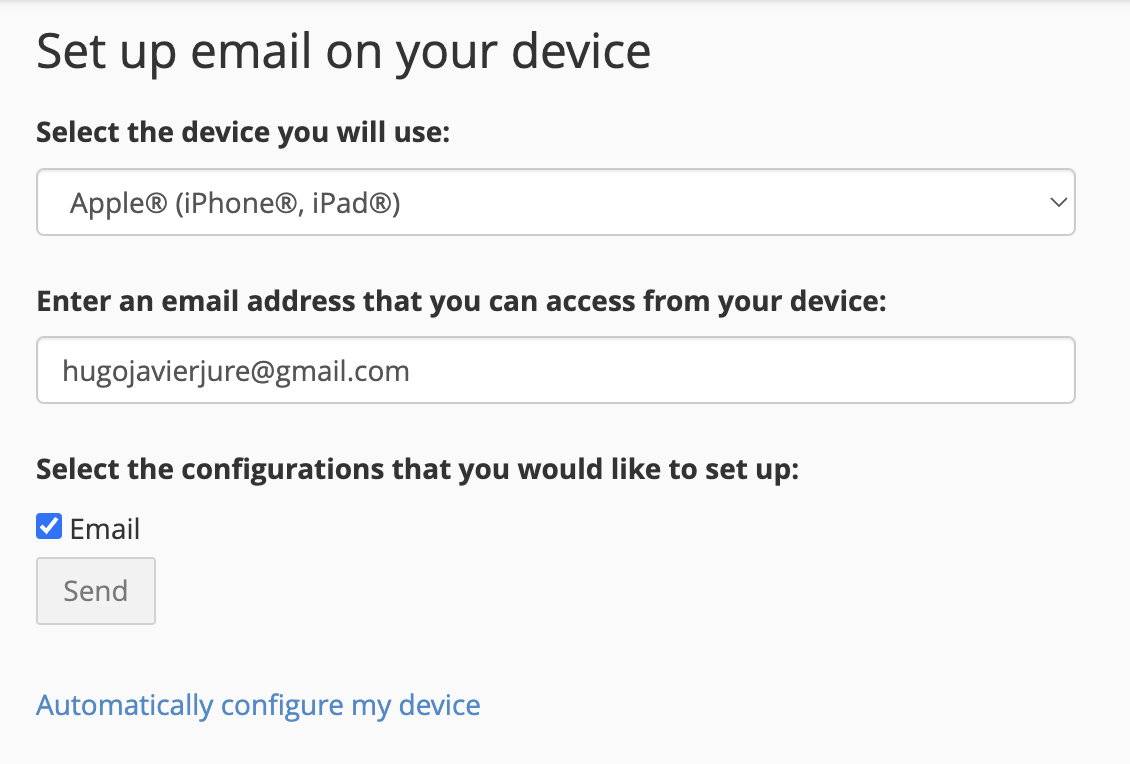 Set up email on your device
Select the device you will use:
Apple® (iPhone®, iPad®)
Enter an email address that you can access from your device:
hugojavierjure@gmail.com
Select the configurations that you would like to set up:
Email
Send
Automatically configure my device